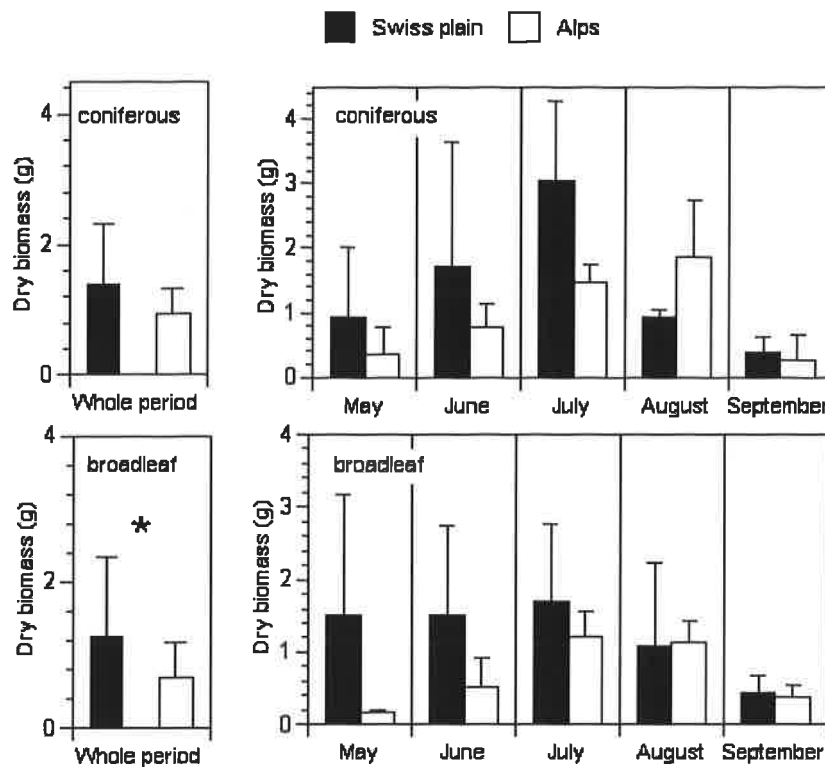 Swiss plain Alps
coniferous
Dry biomass (g)
4
2
0
Whole period
coniferous
Dry biomass (g)
4
3
2
1
0
May June July August September
broadleaf
*
Dry biomass (g)
4
2
0
Whole period
broadleaf
Dry biomass (g)
4
3
2
1
0
May June July August September